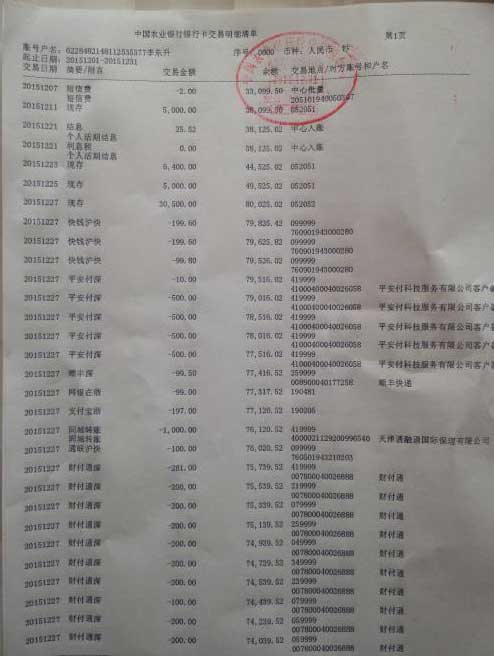 中国农业银行银行卡交易明细清单 第1页
账户户名: 6228482148112535377李东升 序号:0000 币种:人民币 钞
起止日期: 20151201-20151231
交易日期 摘要/附言 交易金额 余额 交易地点/对方账号和户名
20151207 短信费 -2.00 33,099.50 中心批量
短信费
20151211 现存 5,000.00 38,099.50 052051
20151221 结息 25.52 38,125.02 中心入账
个人活期结息
20151221 利息税 0.00 38,125.02 中心入账
个人活期结息
20151223 现存 6,400.00 44,525.02 052051
20151225 现存 5,000.00 49,525.02 052051
20151227 现存 30,500.00 80,025.02 052052
20151227 快钱沪快 -199.60 79,825.42 099999
760901943000280
20151227 快钱沪快 -199.60 79,625.82 099999
760901943000280
20151227 快钱沪快 -99.80 79,526.02 099999
760901943000280
20151227 平安付深 -10.00 79,516.02 419999
41000400040026058 平安付科技服务有限公司客户备
20151227 平安付深 -500.00 79,016.02 419999
41000400040026058 平安付科技服务有限公司客户备
20151227 平安付深 -500.00 78,516.02 419999
41000400040026058 平安付科技服务有限公司客户备
20151227 平安付深 -500.00 78,016.02 419999
41000400040026058 平安付科技服务有限公司客户备
20151227 平安付深 -500.00 77,516.02 419999
41000400040026058 平安付科技服务有限公司客户备
20151227 顺丰深 -99.50 77,416.52 259999
008900040177258 顺丰快递
20151227 网银在浙 -99.00 77,317.52 190481
20151227 支付宝浙 -197.00 77,120.52 190205
20151227 同城转账 -1,000.00 76,120.52 419999
同城转账 天津通融通国际保理有限公司
20151227 通联沪快 -100.00 76,020.52 099999
760501943210203
20151227 财付通深 -281.00 75,739.52 419999
007800040026888 财付通
20151227 财付通深 -200.00 75,539.52 219999
007800040026888 财付通
20151227 财付通深 -200.00 75,339.52 079999
007800040026888 财付通
20151227 财付通深 -200.00 75,139.52 259999
007800040026888 财付通
20151227 财付通深 -200.00 74,939.52 049999
007800040026888 财付通
20151227 财付通深 -200.00 74,739.52 349999
007800040026888 财付通
20151227 财付通深 -200.00 74,539.52 239999
007800040026888 财付通
20151227 财付通深 -100.00 74,439.52 079999
007800040026888 财付通
20151227 财付通深 -200.00 74,239.52 059999
007800040026888 财付通
20151227 财付通深 -200.00 74,039.52 059999
007800040026888 财付通